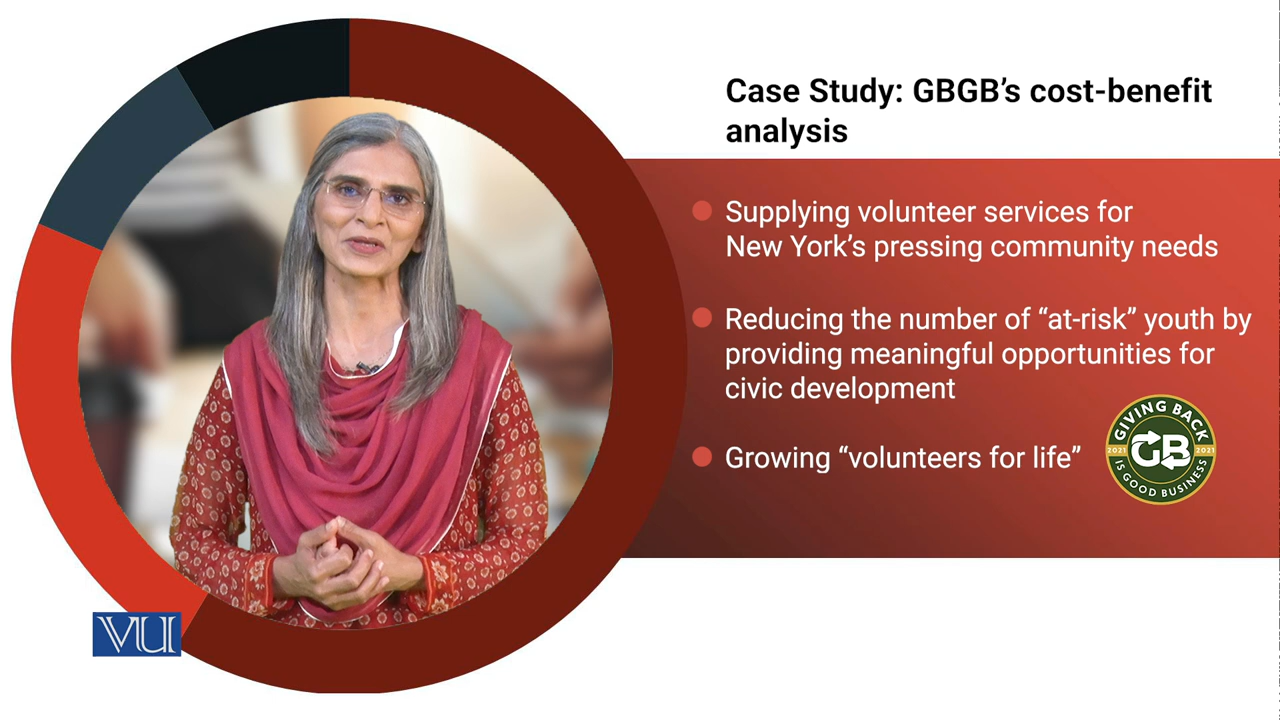 Case Study: GBGB’s cost-benefit
analysis
Supplying volunteer services for
New York’s pressing community needs
Reducing the number of “at-risk” youth by
providing meaningful opportunities for
civic development
Growing “volunteers for life”
GIVING BACK
2021 GB 2021
IS GOOD BUSINESS
VU